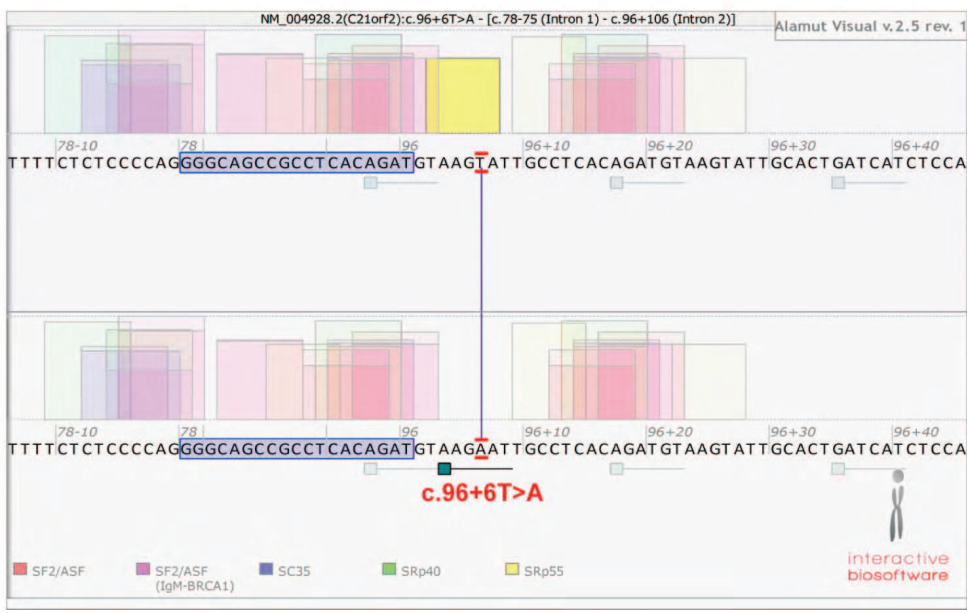 NM_004928.2(C21orf2):c.96+6T>A - [c.78-75 (Intron 1) - c.96+106 (Intron 2)]
Alamut Visual v.2.5 rev. 1
78-10 78 96 96+10 96+20 96+30 96+40
TTTTCTCTCCCCAGGGGCAGCCGCCTCACAGATGTAAGTATTGCCTCACAGATGTAAGTATTGCACTGATCATCTCCA
78-10 78 96 96+10 96+20 96+30 96+40
TTTTCTCTCCCCAGGGGCAGCCGCCTCACAGATGTAAGAATTGCCTCACAGATGTAAGTATTGCACTGATCATCTCCA
c.96+6T>A
interactive
biosoftware
SF2/ASF SF2/ASF SC35 SRp40 SRp55
(IgM-BRCA1)